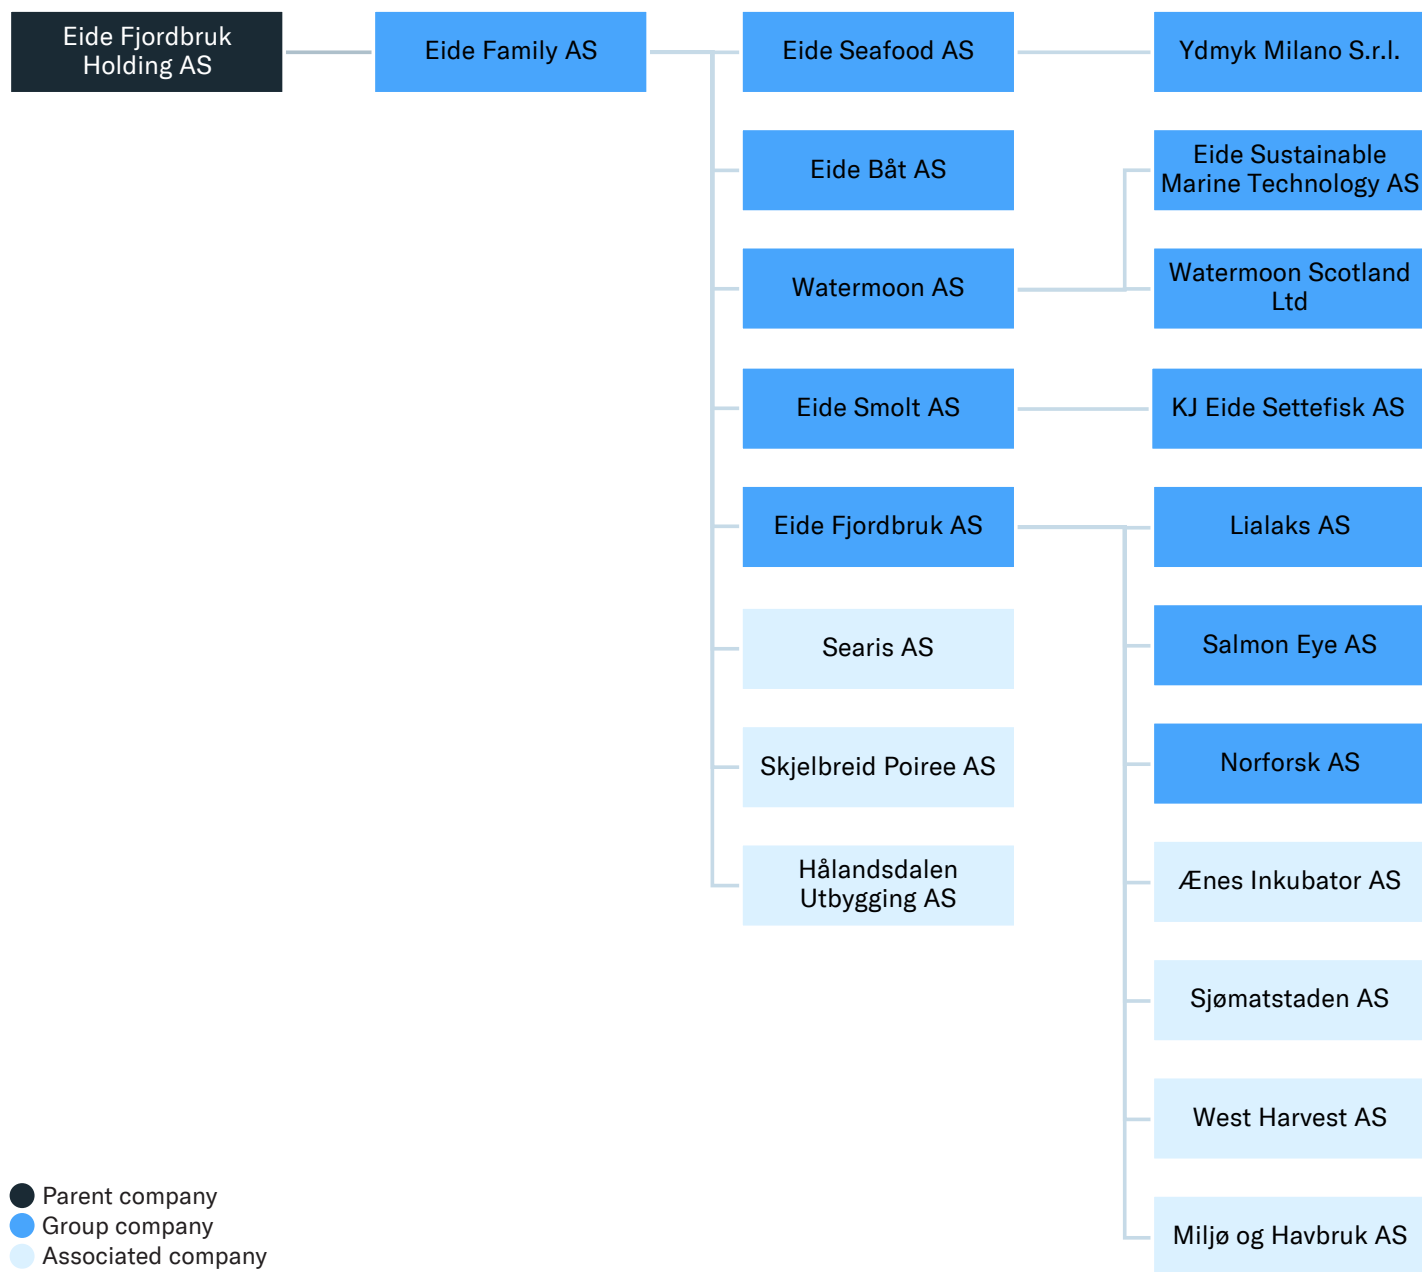 Eide Fjordbruk
Holding AS
Eide Family AS
Eide Seafood AS
Ydmyk Milano S.r.l.
Eide Båt AS
Eide Sustainable
Marine Technology AS
Watermoon AS
Watermoon Scotland
Ltd
Eide Smolt AS
KJ Eide Settefisk AS
Eide Fjordbruk AS
Lialaks AS
Searis AS
Salmon Eye AS
Skjelbreid Poiree AS
Norforsk AS
Hålandsdalen
Utbygging AS
Ænes Inkubator AS
Sjømatstaden AS
West Harvest AS
Miljø og Havbruk AS
Parent company
Group company
Associated company